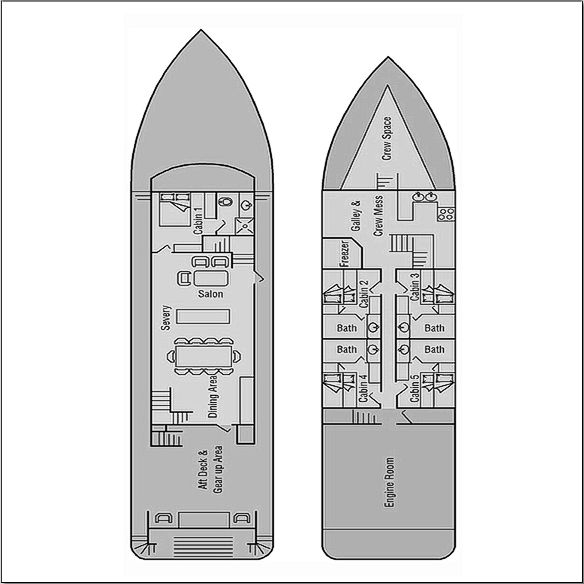 Cabin 1
Salon
Severy
Dining Area
Aft Deck &
Gear up Area
Crew Space
Galley &
Crew Mess
Freezer
Cabin 2
Cabin 3
Bath
Bath
Bath
Bath
Cabin 4
Cabin 5
Engine Room